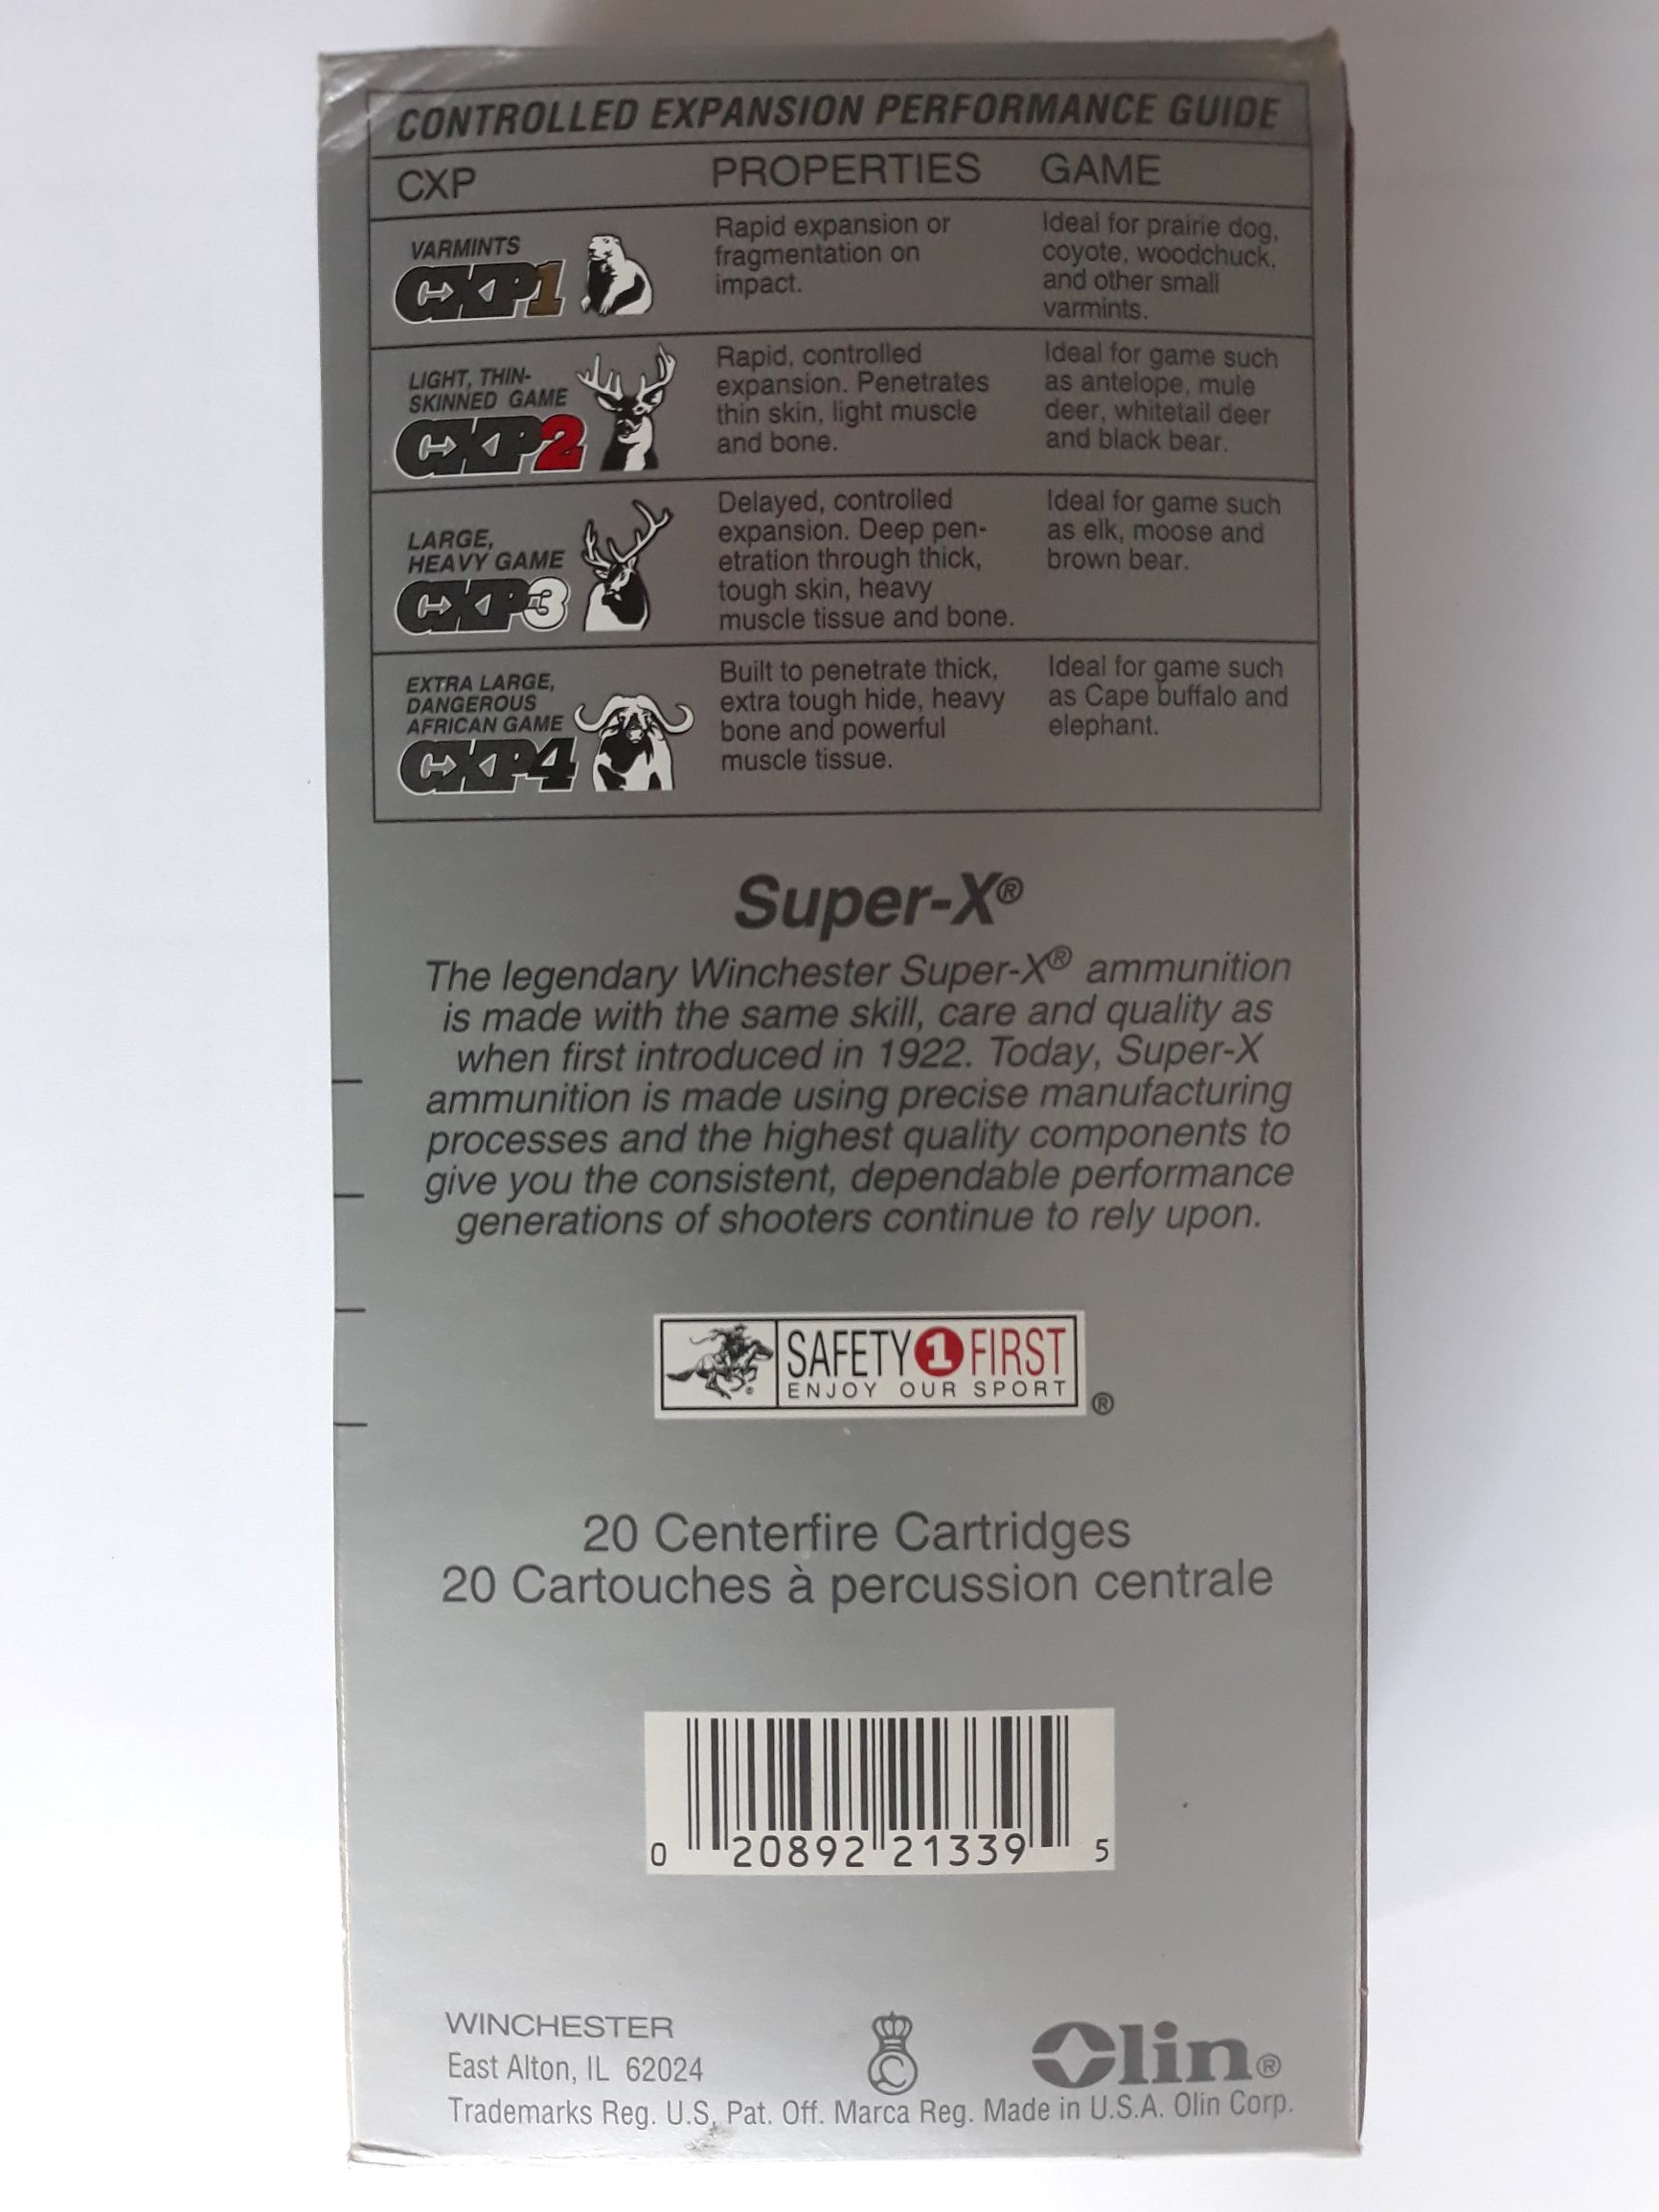 CONTROLLED EXPANSION PERFORMANCE GUIDE
CXP PROPERTIES GAME
VARMINTS
CXP1
Rapid expansion or
fragmentation on
impact.
Ideal for prairie dog,
coyote, woodchuck,
and other small
varmints.
LIGHT, THIN-
SKINNED GAME
CXP2
Rapid, controlled
expansion. Penetrates
thin skin, light muscle
and bone.
Ideal for game such
as antelope, mule
deer, whitetail deer
and black bear.
LARGE,
HEAVY GAME
CXP3
Delayed, controlled
expansion. Deep pen-
etration through thick,
tough skin, heavy
muscle tissue and bone.
Ideal for game such
as elk, moose and
brown bear.
EXTRA LARGE,
DANGEROUS
AFRICAN GAME
CXP4
Built to penetrate thick,
extra tough hide, heavy
bone and powerful
muscle tissue.
Ideal for game such
as Cape buffalo and
elephant.
Super-X®
The legendary Winchester Super-X® ammunition
is made with the same skill, care and quality as
when first introduced in 1922. Today, Super-X
ammunition is made using precise manufacturing
processes and the highest quality components to
give you the consistent, dependable performance
generations of shooters continue to rely upon.
SAFETY 1 FIRST
ENJOY OUR SPORT ®
20 Centerfire Cartridges
20 Cartouches à percussion centrale
0 20892 21339 5
WINCHESTER
East Alton, IL 62024
Olin®
Trademarks Reg. U.S. Pat. Off. Marca Reg. Made in U.S.A. Olin Corp.